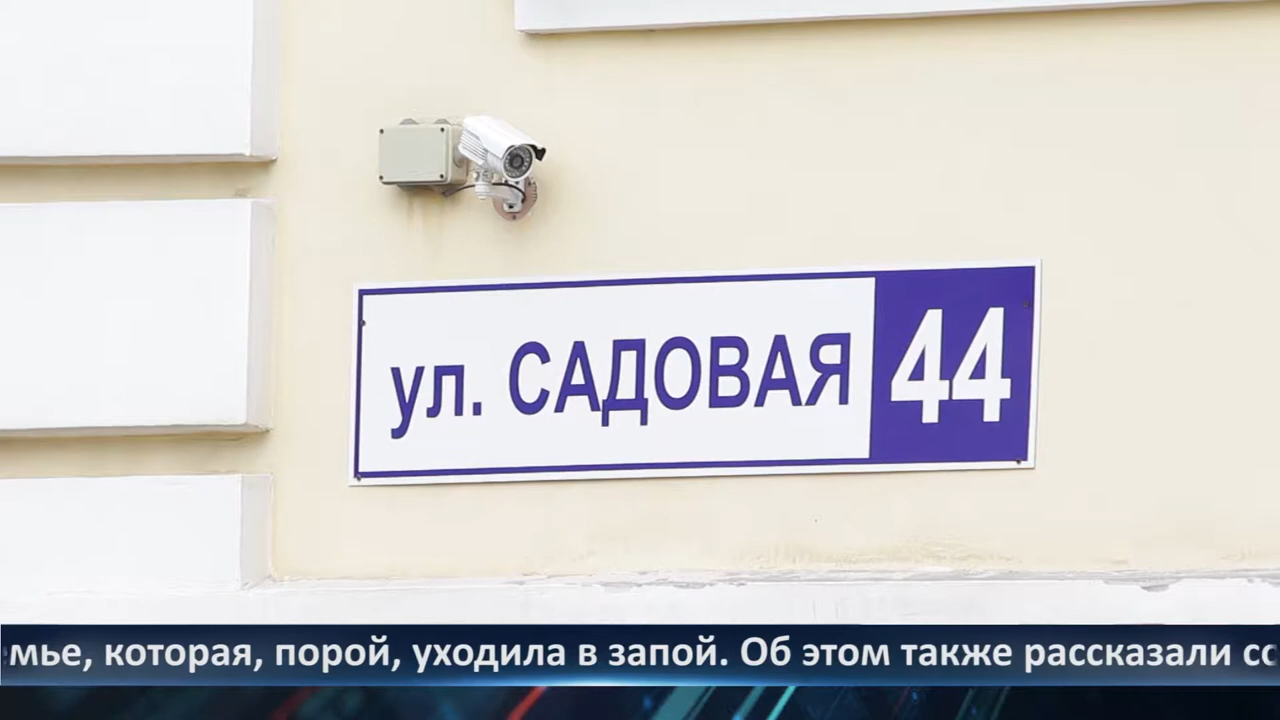 ул. САДОВАЯ 44
мье, которая, порой, уходила в запой. Об этом также рассказали